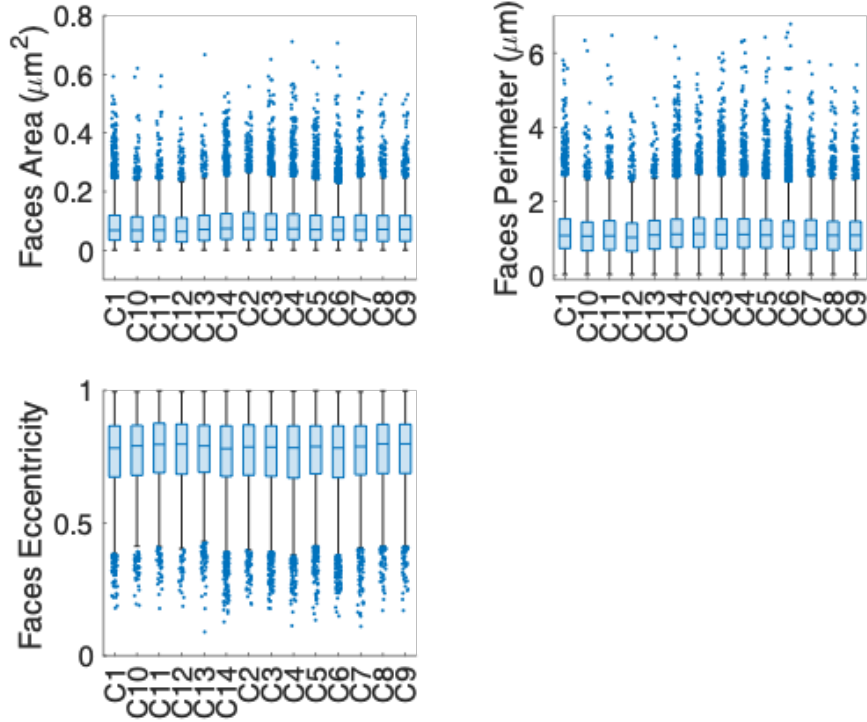 Faces Area (μm²)
0.8
0.6
0.4
0.2
0
C1
C10
C11
C12
C13
C14
C2
C3
C4
C5
C6
C7
C8
C9
Faces Perimeter (μm)
6
4
2
0
C1
C10
C11
C12
C13
C14
C2
C3
C4
C5
C6
C7
C8
C9
Faces Eccentricity
1
0.5
0
C1
C10
C11
C12
C13
C14
C2
C3
C4
C5
C6
C7
C8
C9